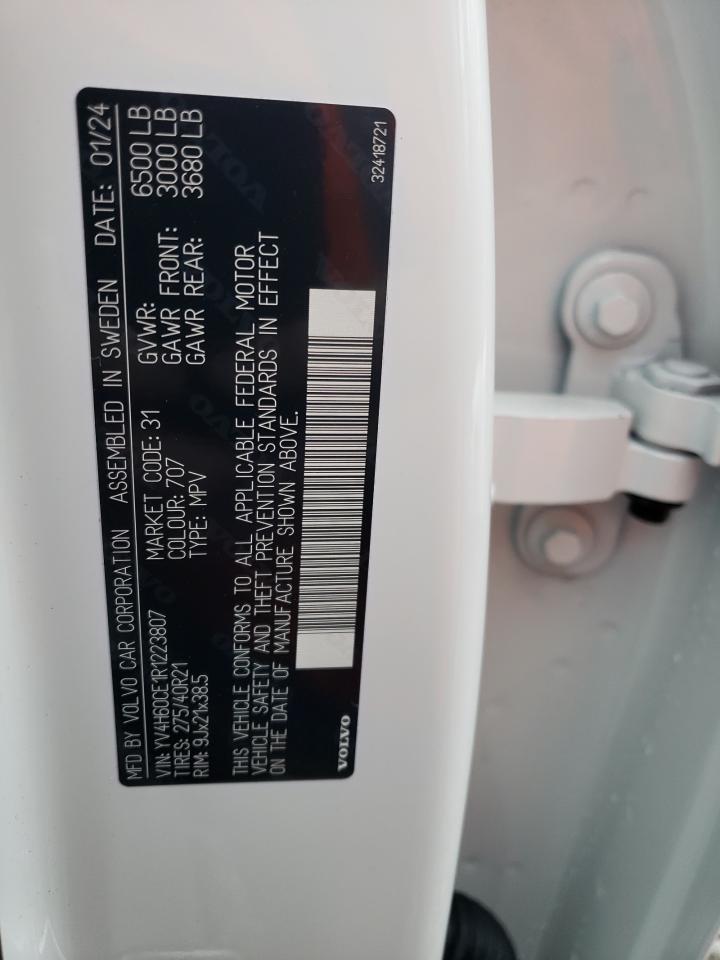 MFD BY VOLVO CAR CORPORATION ASSEMBLED IN SWEDEN DATE: 01/24
VIN: YV4H60CE1R1223807 GVWR: 6500 LB
MARKET CODE: 31 GAWR FRONT: 3000 LB
TIRES: 275/40R21 COLOUR: 707 GAWR REAR: 3680 LB
RIM: 9Jx21x38.5 TYPE: MPV
THIS VEHICLE CONFORMS TO ALL APPLICABLE FEDERAL MOTOR
VEHICLE SAFETY AND THEFT PREVENTION STANDARDS IN EFFECT
ON THE DATE OF MANUFACTURE SHOWN ABOVE.
VOLVO 32418721